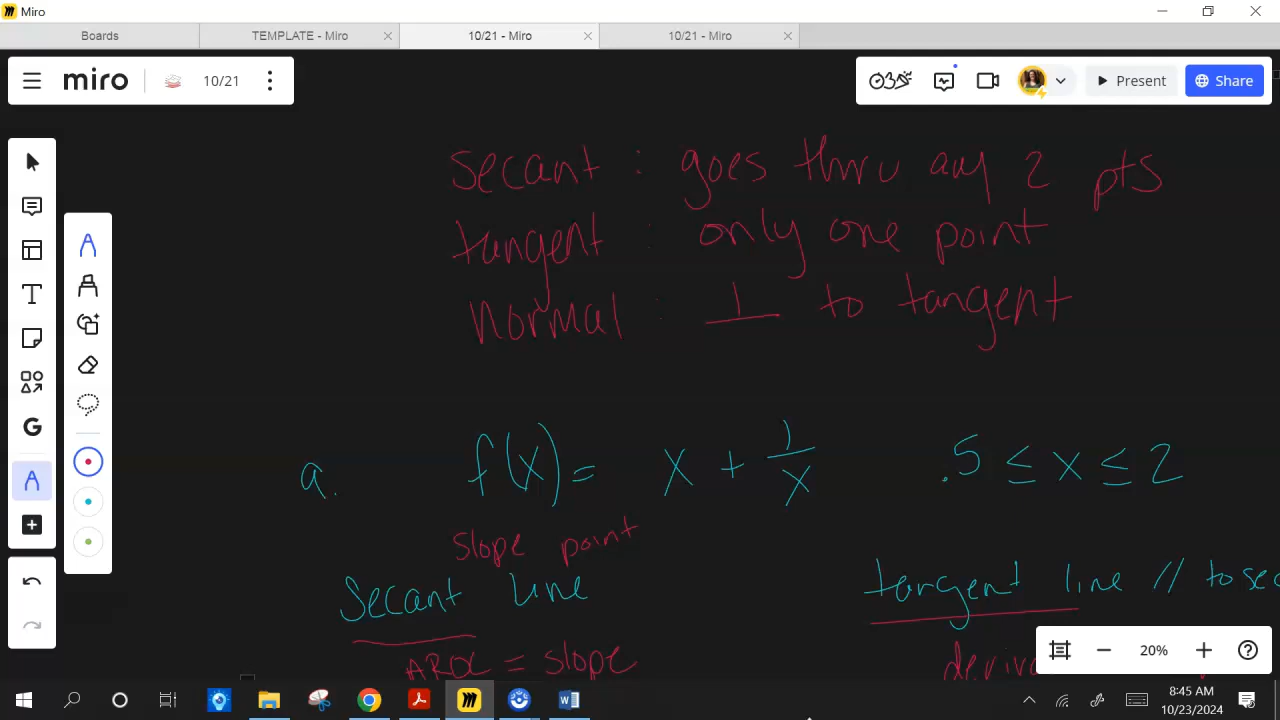 Miro
Boards
TEMPLATE - Miro
10/21 - Miro
10/21 - Miro
miro
10/21
Present
Share
secant : goes thru any 2 pts
tangent : only one point
normal : ⊥ to tangent
a. f(x) = x + 1/x .5 ≤ x ≤ 2
slope point
Secant line
tangent line // to sec
AROC = slope
20%
8:45 AM
10/23/2024